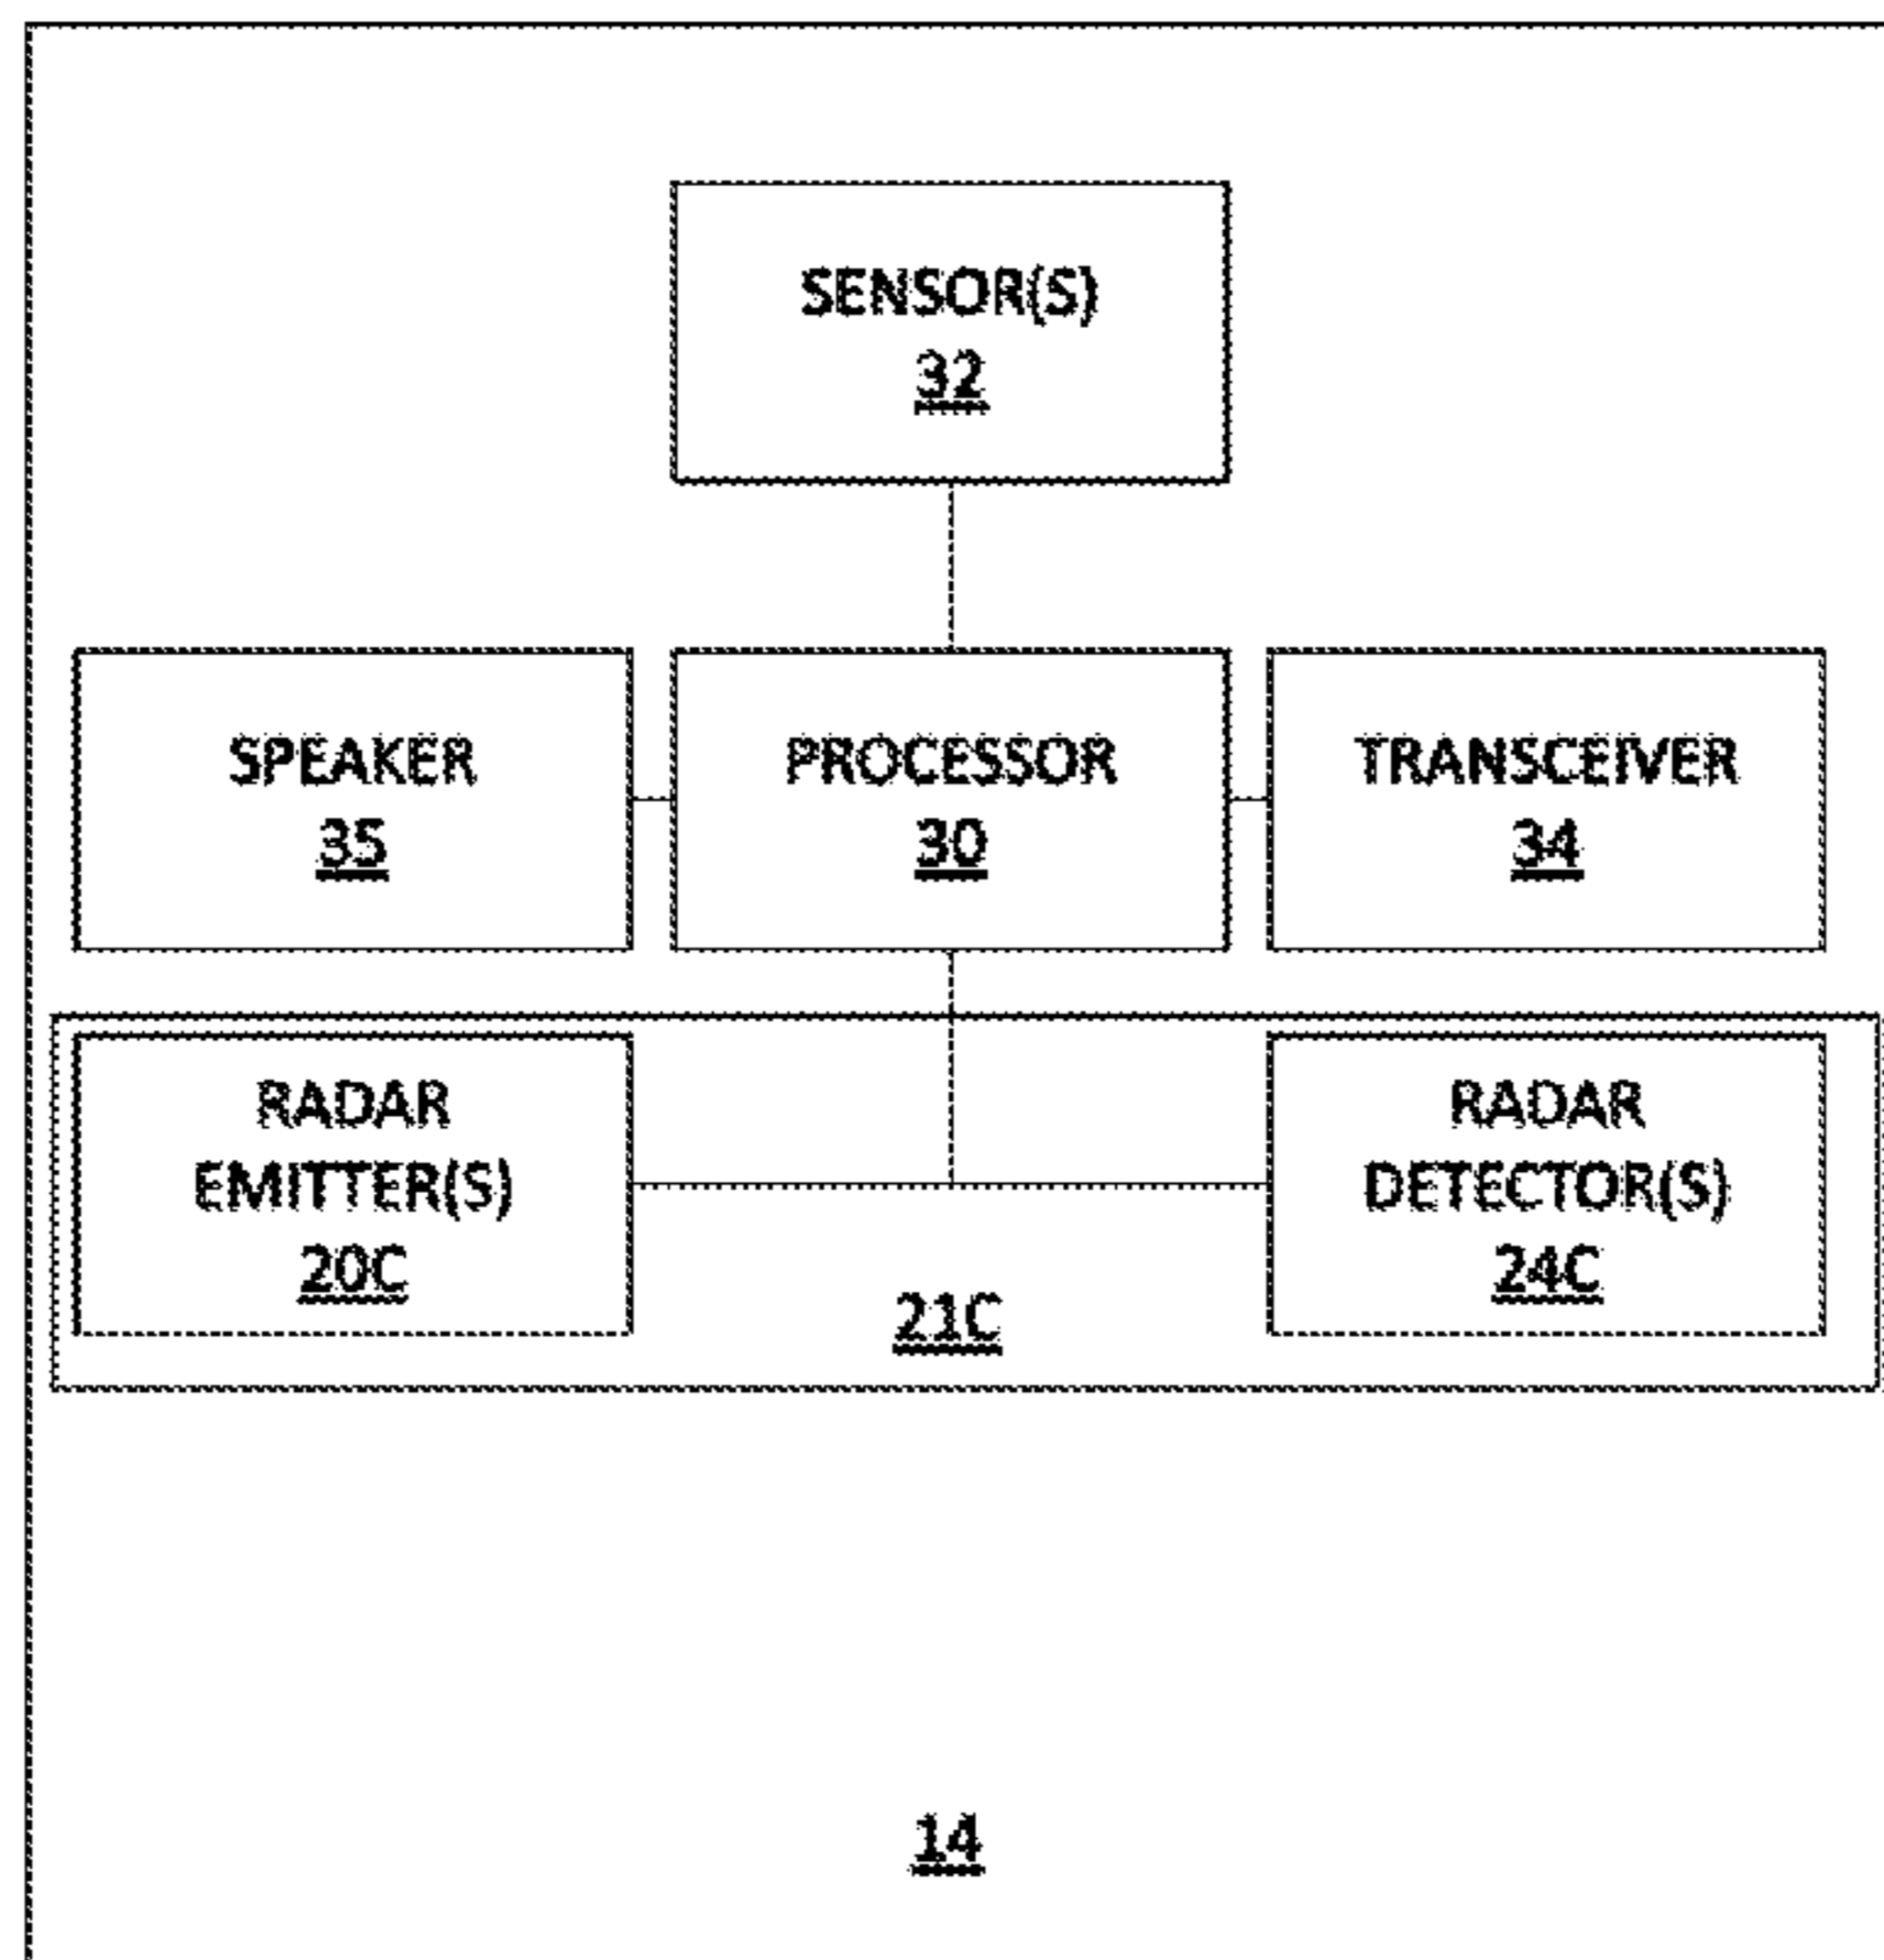 SENSOR(S)
32
SPEAKER
35
PROCESSOR
30
TRANSCEIVER
34
RADAR
EMITTER(S)
20C
21C
RADAR
DETECTOR(S)
24C
14